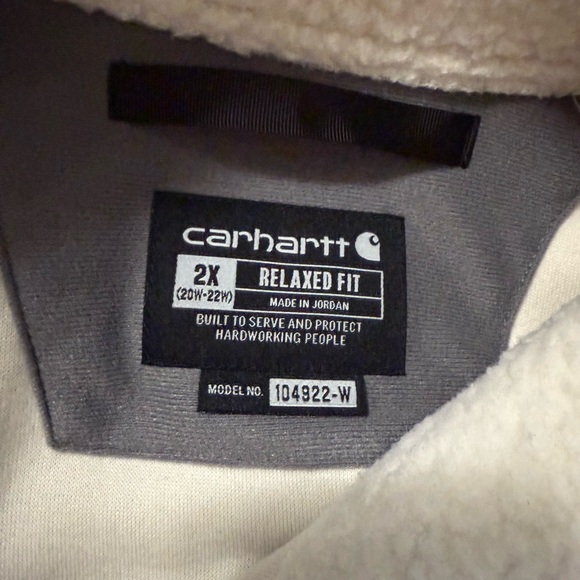 carhartt
2X
(20W-22W)
RELAXED FIT
MADE IN JORDAN
BUILT TO SERVE AND PROTECT
HARDWORKING PEOPLE
MODEL NO. 104922-W